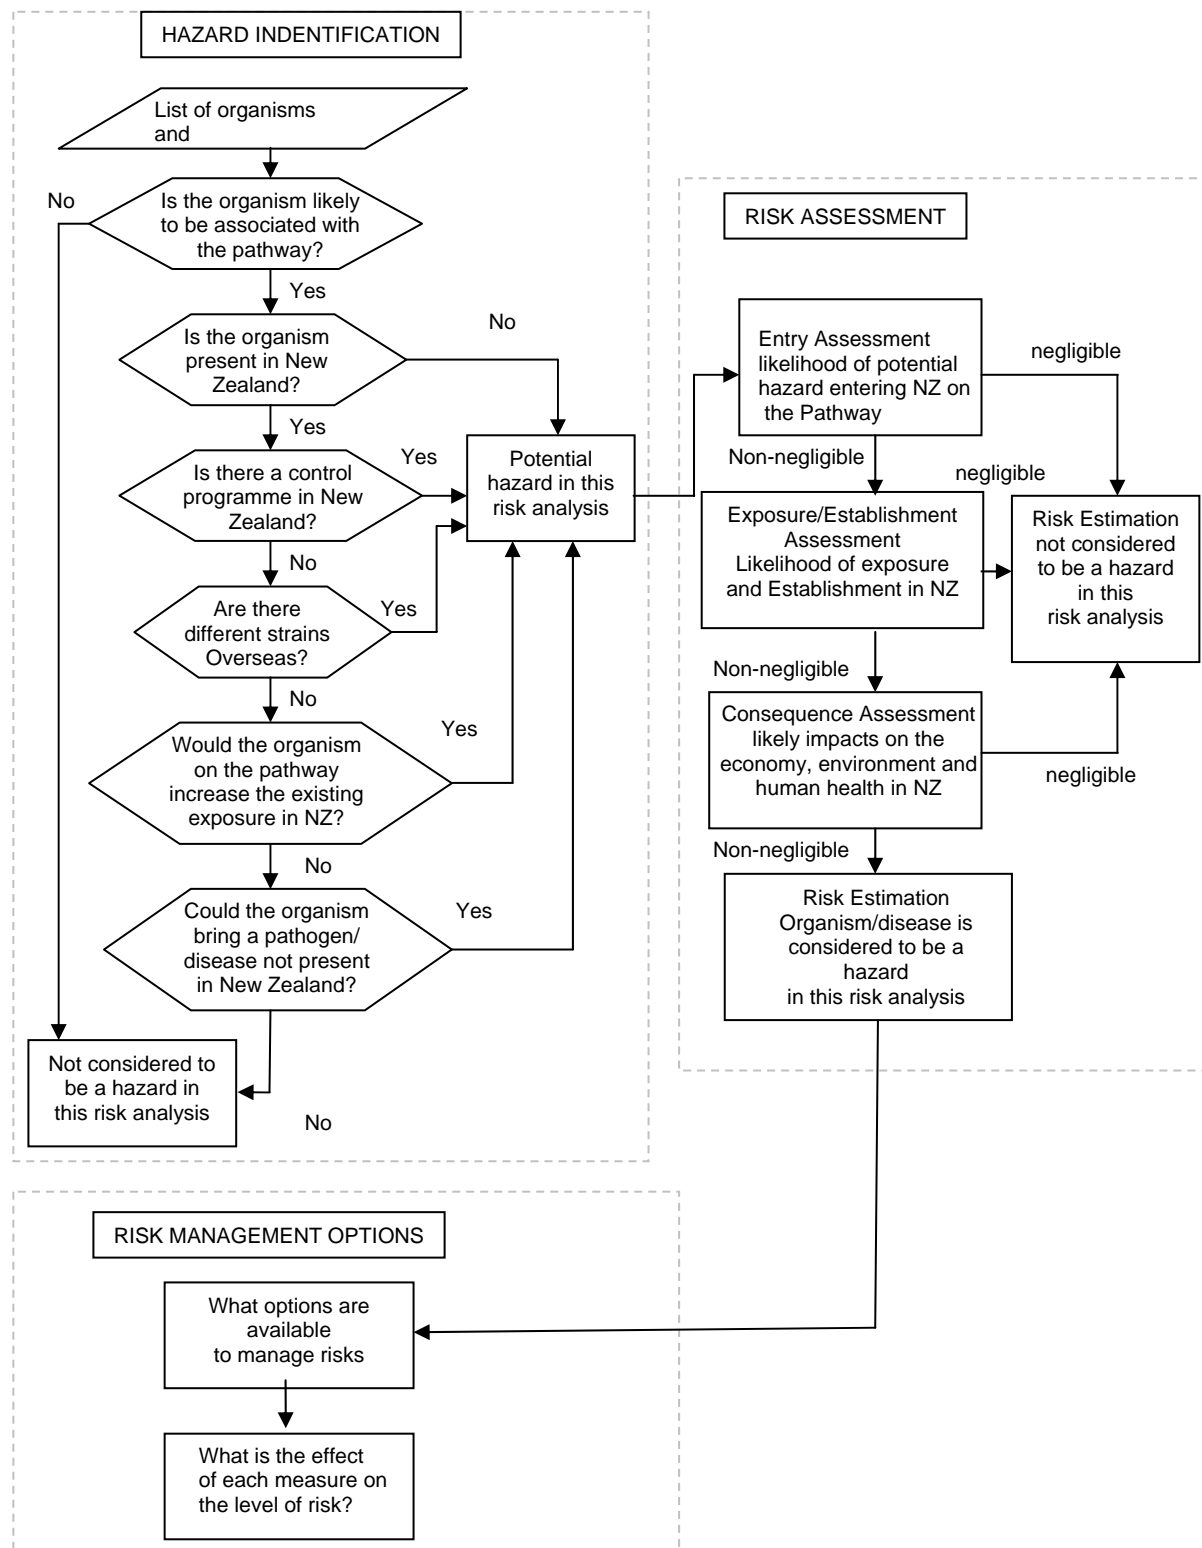 HAZARD INDENTIFICATION
List of organisms
and
No
Is the organism likely
to be associated with
the pathway?
Yes
Is the organism
present in New
Zealand?
No
Yes
Is there a control
programme in New
Zealand?
Yes
Potential
hazard in this
risk analysis
No
Are there
different strains
Overseas?
Yes
No
Would the organism
on the pathway
increase the existing
exposure in NZ?
Yes
No
Could the organism
bring a pathogen/
disease not present
in New Zealand?
Yes
Not considered to
be a hazard in
this risk analysis
No
RISK ASSESSMENT
Entry Assessment
likelihood of potential
hazard entering NZ on
the Pathway
negligible
Non-negligible
negligible
Exposure/Establishment
Assessment
Likelihood of exposure
and Establishment in NZ
Risk Estimation
not considered
to be a hazard
in this
risk analysis
Non-negligible
Consequence Assessment
likely impacts on the
economy, environment and
human health in NZ
negligible
Non-negligible
Risk Estimation
Organism/disease is
considered to be a
hazard
in this risk analysis
RISK MANAGEMENT OPTIONS
What options are
available
to manage risks
What is the effect
of each measure on
the level of risk?